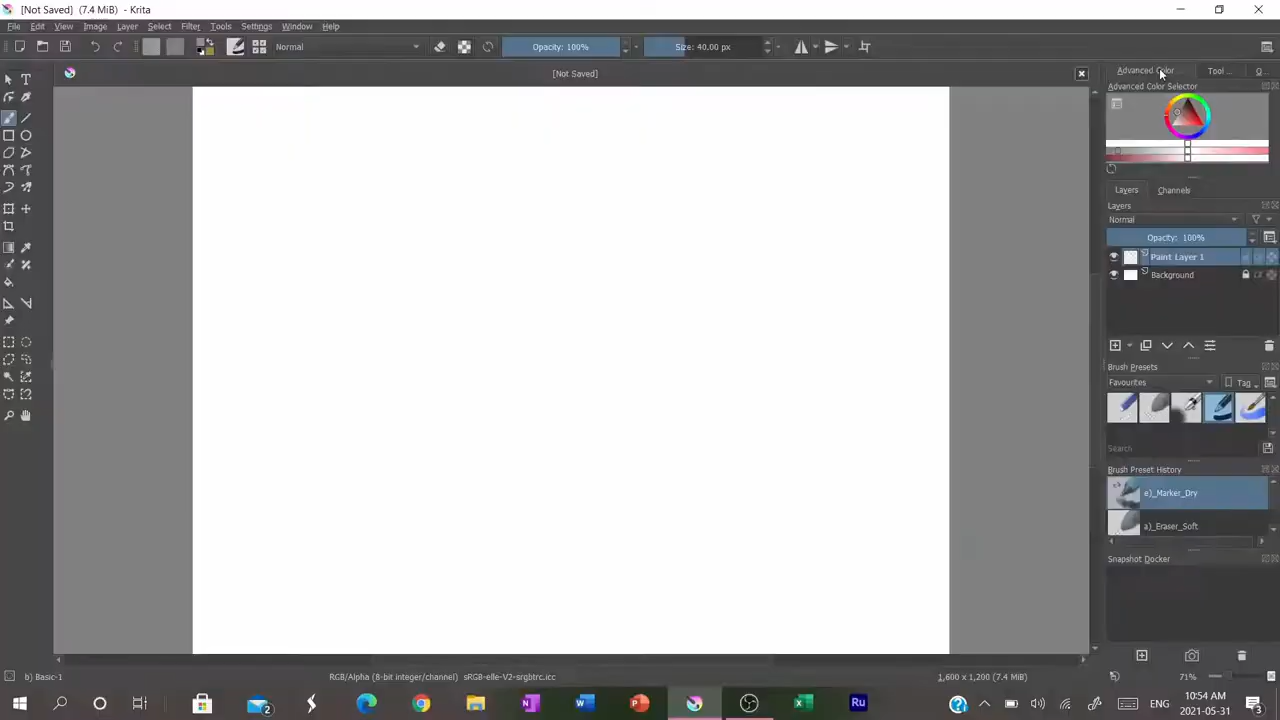 [Not Saved] (7.4 MiB) - Krita
File Edit View Image Layer Select Filter Tools Settings Window Help
Normal Opacity: 100% Size: 40.00 px
[Not Saved]
Advanced Color ... Tool ...
Advanced Color Selector
Layers Channels
Layers
Normal
Opacity: 100%
Paint Layer 1
Background
Brush Presets
Favourites Tag
Search
Brush Preset History
e)_Marker_Dry
a)_Eraser_Soft
Snapshot Docker
b) Basic-1 RGB/Alpha (8-bit integer/channel) sRGB-elle-V2-srgbtrc.icc 1,600 x 1,200 (7.4 MiB) 71%
10:54 AM
ENG
2021-05-31